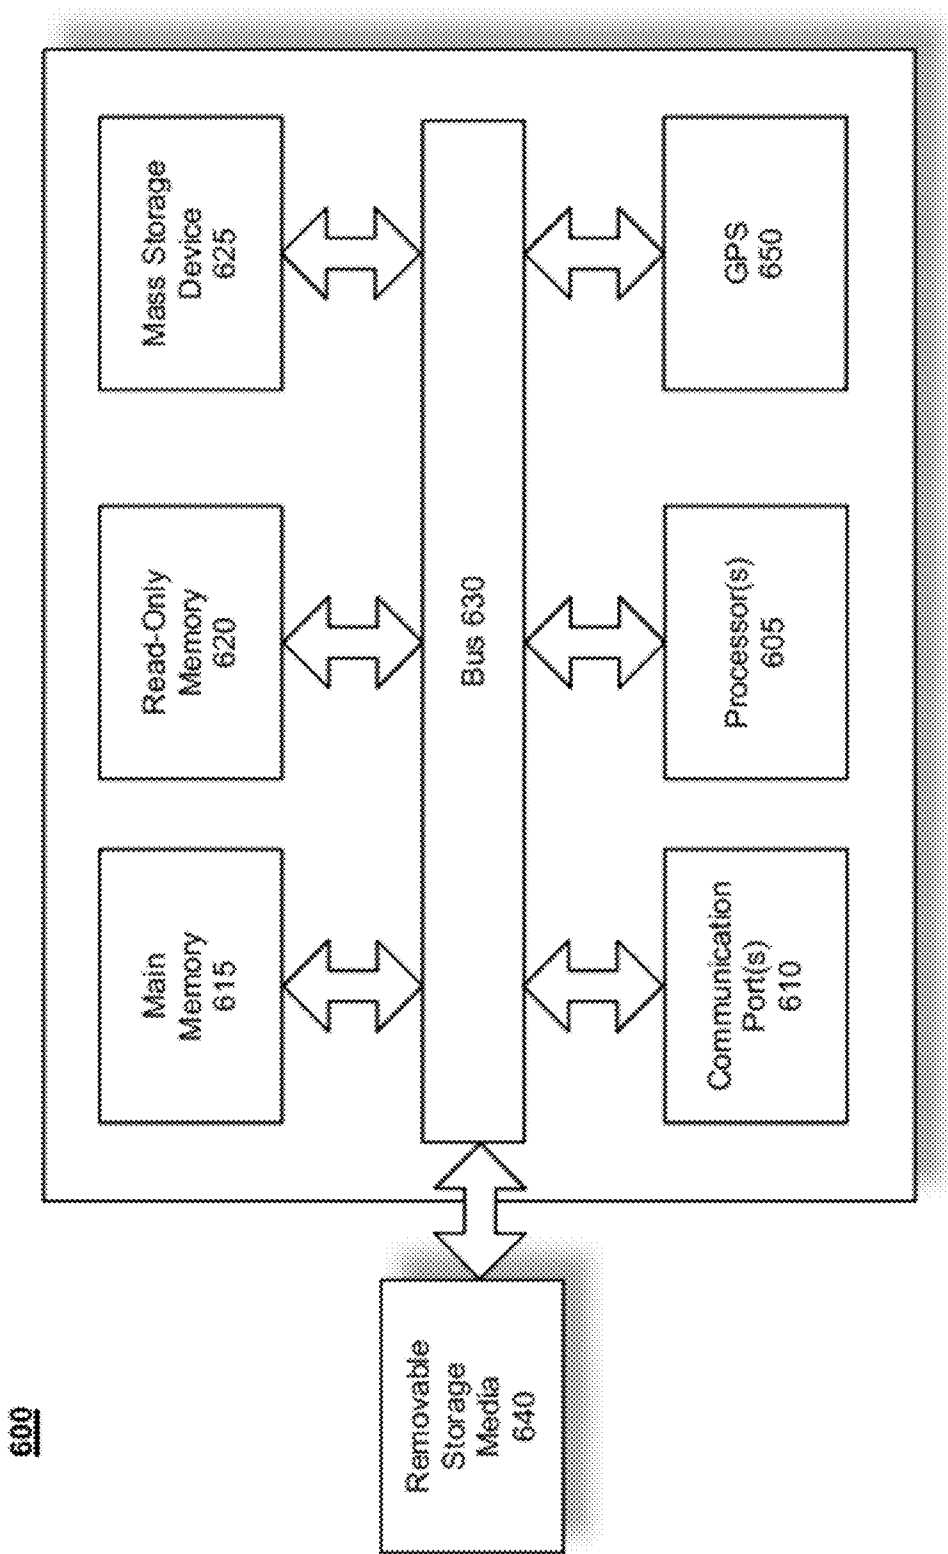 600
Main
Memory
615
Read-Only
Memory
620
Mass Storage
Device
625
Removable
Storage
Media
640
Bus 630
Communication
Port(s)
610
Processor(s)
605
GPS
650